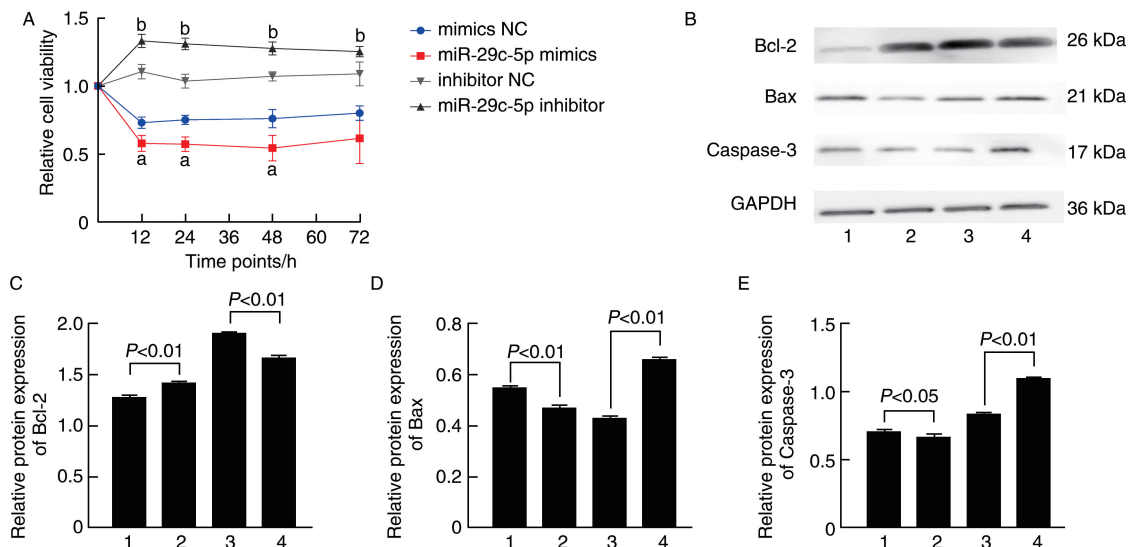 A
1.5
1.0
0.5
0
Relative cell viability
b
b
b
b
a
a
a
12
24
36
48
60
72
Time points/h
mimics NC
miR-29c-5p mimics
inhibitor NC
miR-29c-5p inhibitor
B
Bcl-2
26 kDa
Bax
21 kDa
Caspase-3
17 kDa
GAPDH
36 kDa
1
2
3
4
C
Relative protein expression
of Bcl-2
2.0
1.5
1.0
0.5
0
P<0.01
P<0.01
1
2
3
4
D
Relative protein expression
of Bax
0.8
0.6
0.4
0.2
0
P<0.01
P<0.01
1
2
3
4
E
Relative protein expression
of Caspase-3
1.5
1.0
0.5
0
P<0.05
P<0.01
1
2
3
4